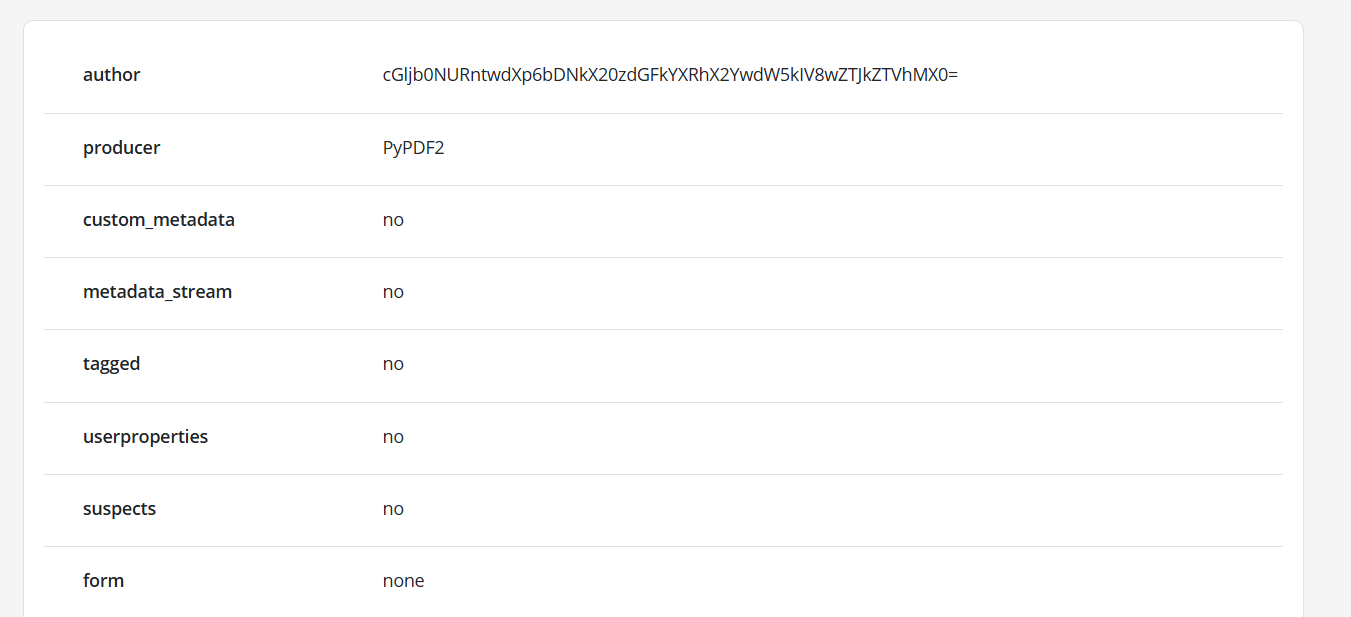 author cGljb0NURntwdXp6bDNkX20zdGFkYXRhX2YwdW5kIV8wZTJkZTVhMX0=
producer PyPDF2
custom_metadata no
metadata_stream no
tagged no
userproperties no
suspects no
form none